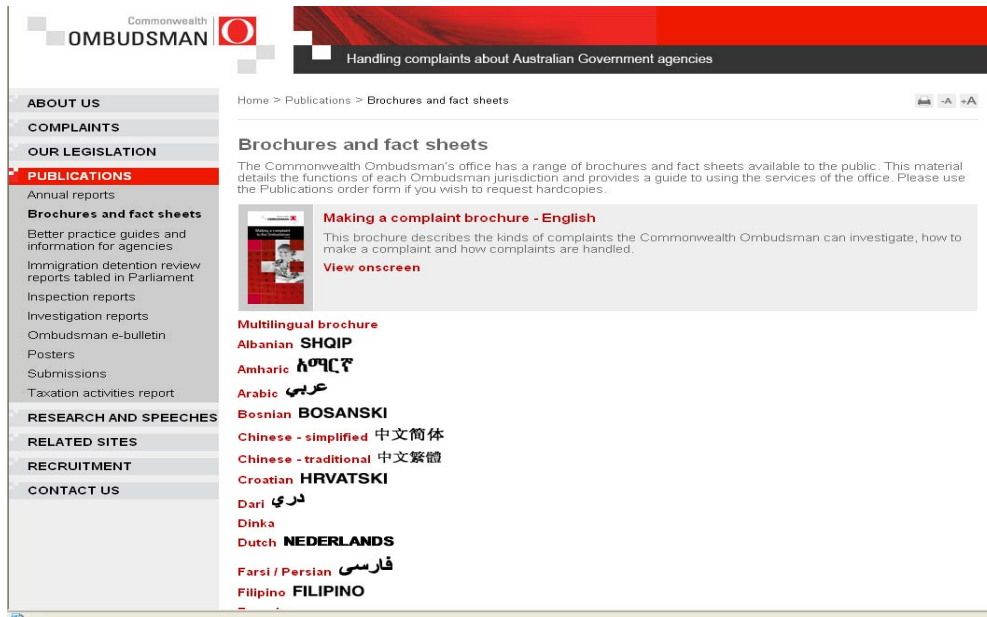 Commonwealth
OMBUDSMAN
Handling complaints about Australian Government agencies
ABOUT US
COMPLAINTS
OUR LEGISLATION
PUBLICATIONS
Annual reports
Brochures and fact sheets
Better practice guides and
information for agencies
Immigration detention review
reports tabled in Parliament
Inspection reports
Investigation reports
Ombudsman e-bulletin
Posters
Submissions
Taxation activities report
RESEARCH AND SPEECHES
RELATED SITES
RECRUITMENT
CONTACT US
Home > Publications > Brochures and fact sheets
-A +A
Brochures and fact sheets
The Commonwealth Ombudsman's office has a range of brochures and fact sheets available to the public. This material
details the functions of each Ombudsman jurisdiction and provides a guide to using the services of the office. Please use
the Publications order form if you wish to request hardcopies.
Making a complaint brochure - English
This brochure describes the kinds of complaints the Commonwealth Ombudsman can investigate, how to
make a complaint and how complaints are handled.
View onscreen
Multilingual brochure
Albanian SHQIP
Amharic አማርኛ
Arabic عربي
Bosnian BOSANSKI
Chinese - simplified 中文简体
Chinese - traditional 中文繁體
Croatian HRVATSKI
Dari دري
Dinka
Dutch NEDERLANDS
Farsi / Persian فارسی
Filipino FILIPINO